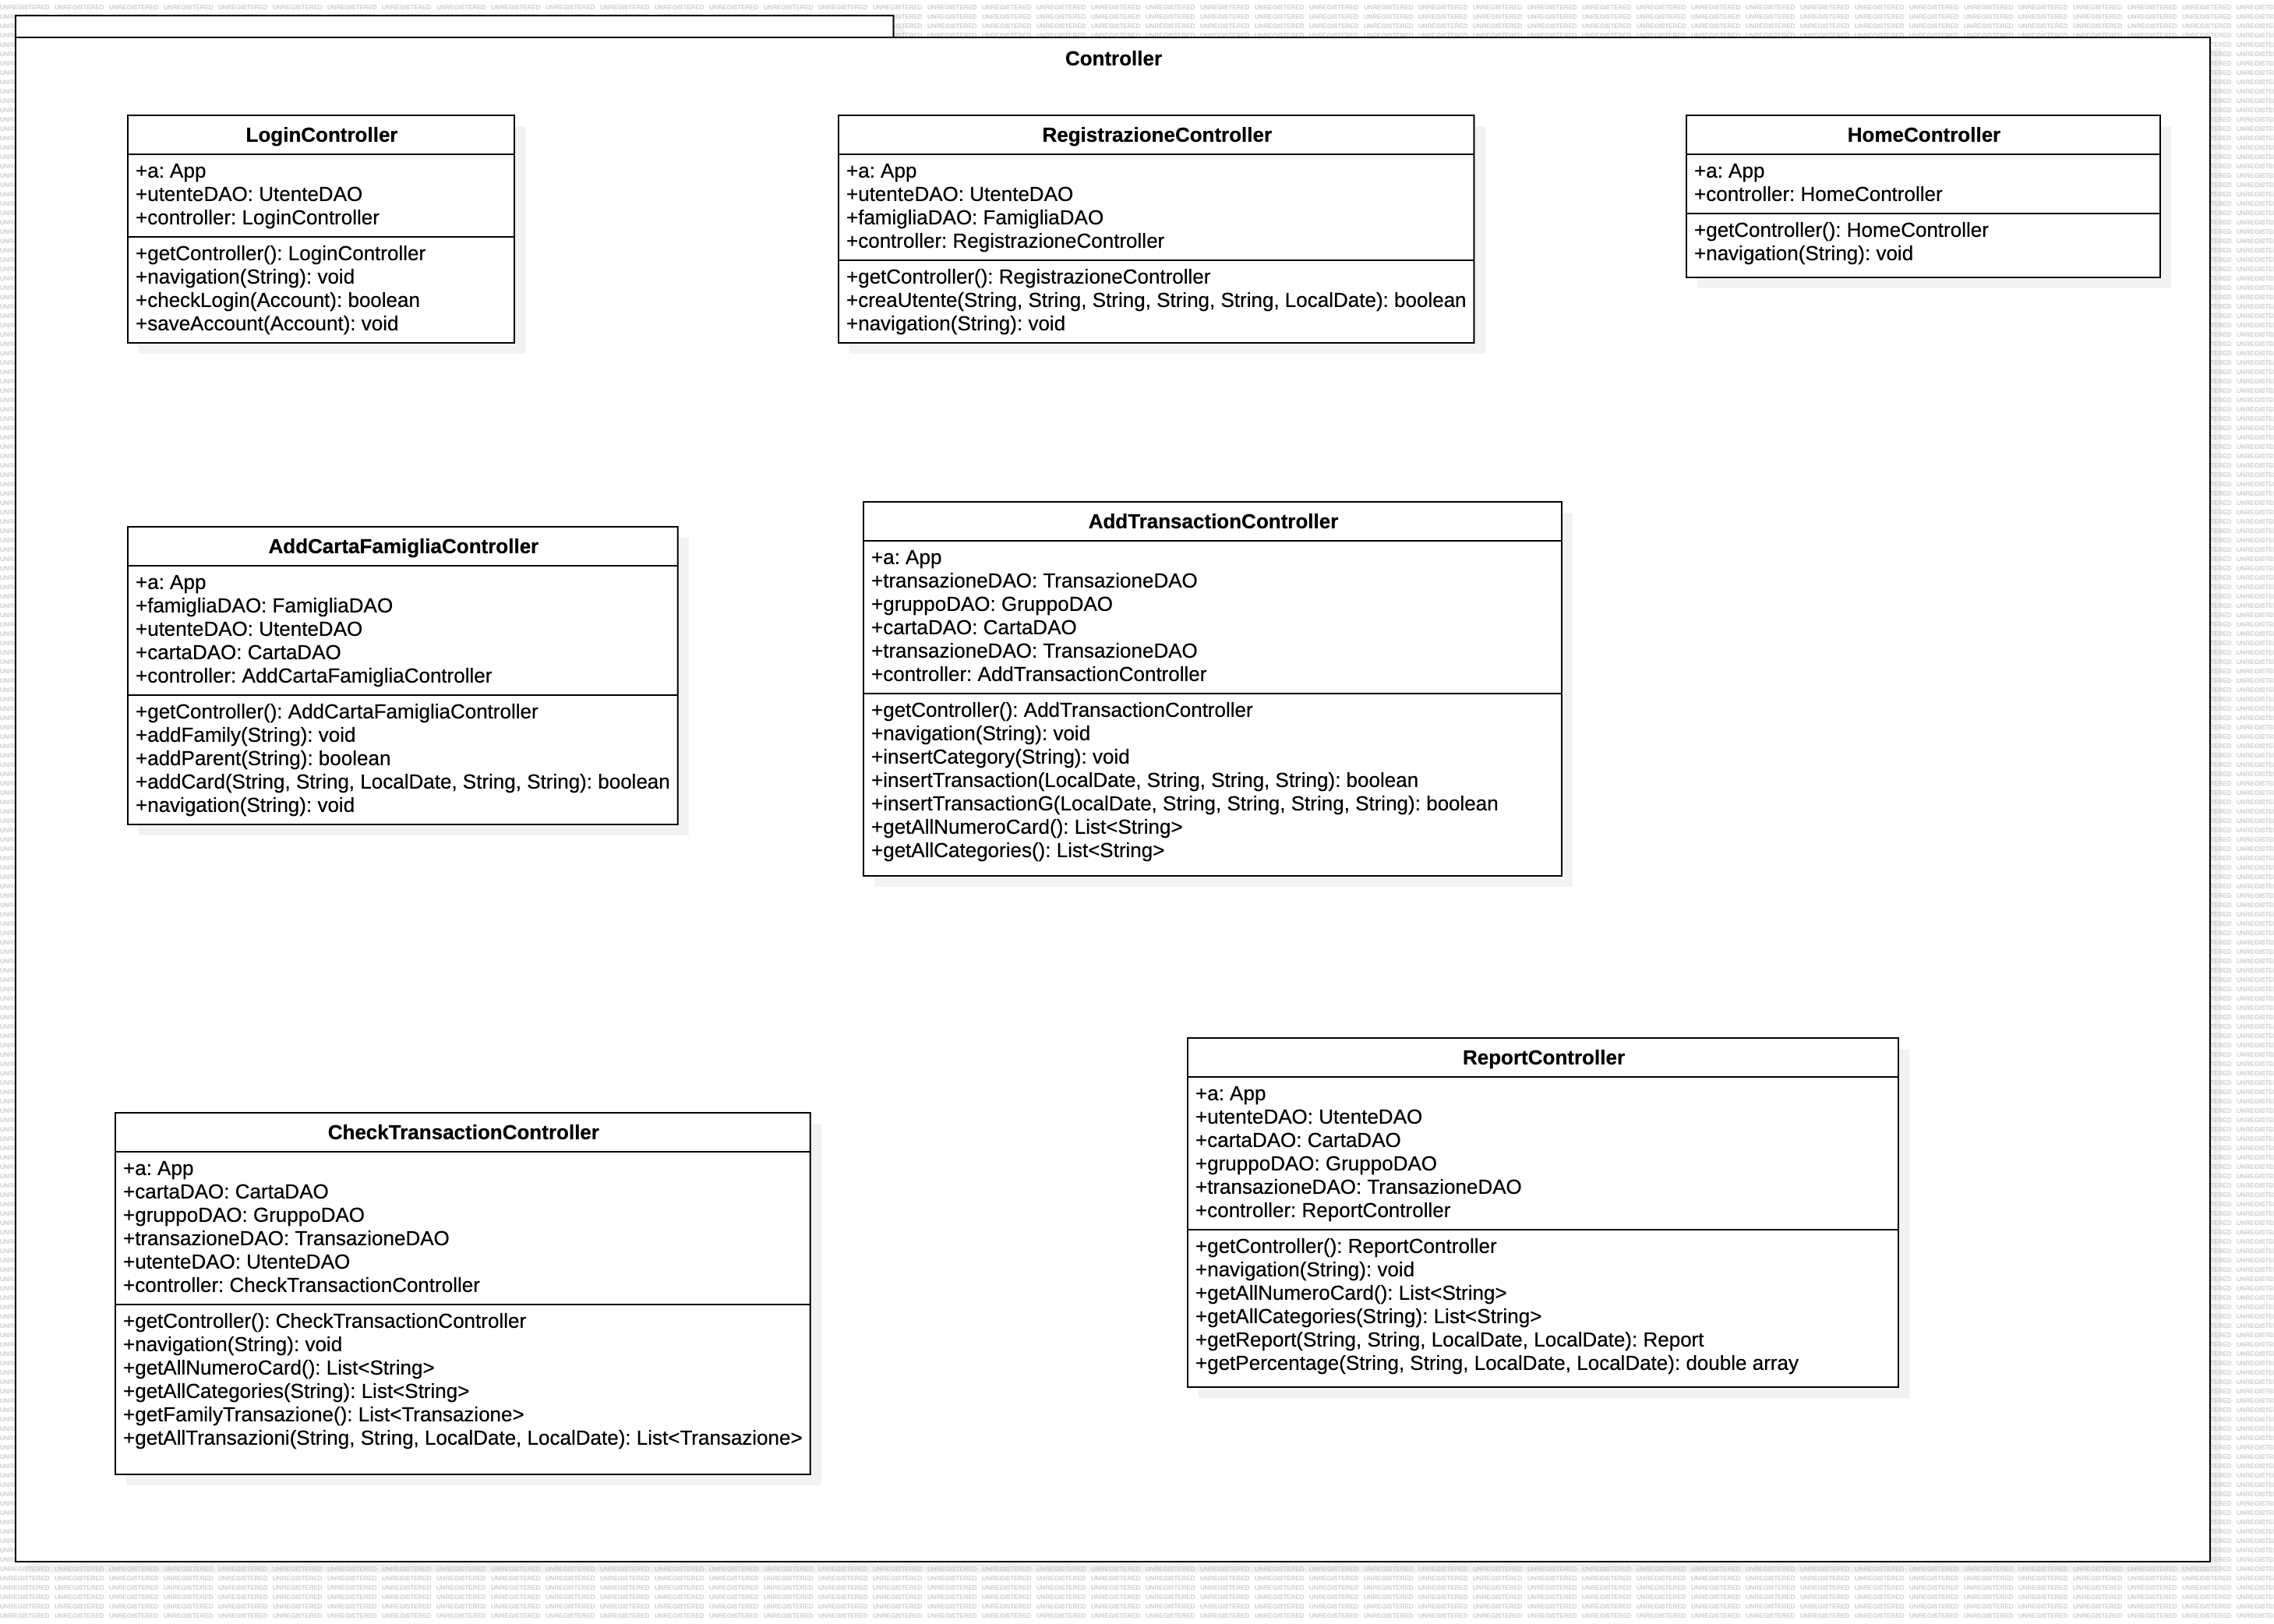 Controller
LoginController
+a: App
+utenteDAO: UtenteDAO
+controller: LoginController
+getController(): LoginController
+navigation(String): void
+checkLogin(Account): boolean
+saveAccount(Account): void
RegistrazioneController
+a: App
+utenteDAO: UtenteDAO
+famigliaDAO: FamigliaDAO
+controller: RegistrazioneController
+getController(): RegistrazioneController
+creaUtente(String, String, String, String, String, LocalDate): boolean
+navigation(String): void
HomeController
+a: App
+controller: HomeController
+getController(): HomeController
+navigation(String): void
AddCartaFamigliaController
+a: App
+famigliaDAO: FamigliaDAO
+utenteDAO: UtenteDAO
+cartaDAO: CartaDAO
+controller: AddCartaFamigliaController
+getController(): AddCartaFamigliaController
+addFamily(String): void
+addParent(String): boolean
+addCard(String, String, LocalDate, String, String): boolean
+navigation(String): void
AddTransactionController
+a: App
+transazioneDAO: TransazioneDAO
+gruppoDAO: GruppoDAO
+cartaDAO: CartaDAO
+transazioneDAO: TransazioneDAO
+controller: AddTransactionController
+getController(): AddTransactionController
+navigation(String): void
+insertCategory(String): void
+insertTransaction(LocalDate, String, String, String): boolean
+insertTransactionG(LocalDate, String, String, String, String): boolean
+getAllNumeroCard(): List<String>
+getAllCategories(): List<String>
CheckTransactionController
+a: App
+cartaDAO: CartaDAO
+gruppoDAO: GruppoDAO
+transazioneDAO: TransazioneDAO
+utenteDAO: UtenteDAO
+controller: CheckTransactionController
+getController(): CheckTransactionController
+navigation(String): void
+getAllNumeroCard(): List<String>
+getAllCategories(String): List<String>
+getFamilyTransazione(): List<Transazione>
+getAllTransazioni(String, String, LocalDate, LocalDate): List<Transazione>
ReportController
+a: App
+utenteDAO: UtenteDAO
+cartaDAO: CartaDAO
+gruppoDAO: GruppoDAO
+transazioneDAO: TransazioneDAO
+controller: ReportController
+getController(): ReportController
+navigation(String): void
+getAllNumeroCard(): List<String>
+getAllCategories(String): List<String>
+getReport(String, String, LocalDate, LocalDate): Report
+getPercentage(String, String, LocalDate, LocalDate): double array